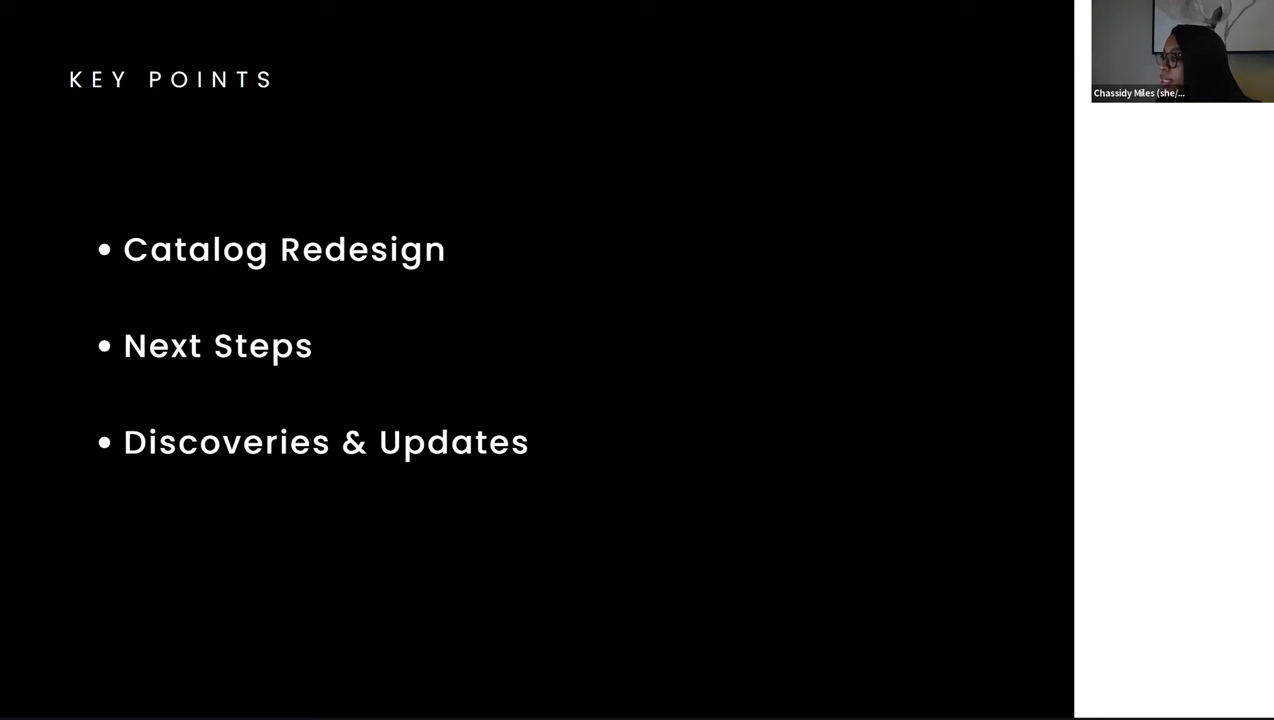 KEY POINTS
• Catalog Redesign
• Next Steps
• Discoveries & Updates
Chassidy Miles (she/...